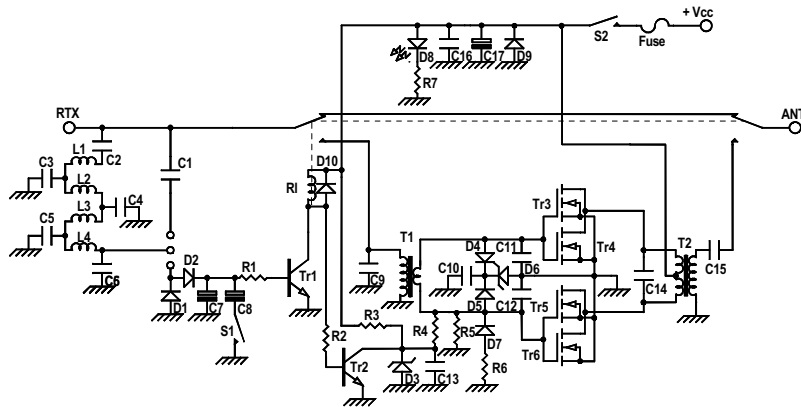 + Vcc
S2
Fuse
D8
C16
C17
D9
R7
RTX
ANT
L1
C2
C3
L2
C1
C4
L3
C5
L4
C6
D10
Rl
Tr3
Tr4
T1
D4
C11
T2
C15
C9
C10
D6
D2
R1
Tr1
D5
C12
Tr5
C14
D1
C7
C8
S1
R2
R3
R4
R5
D7
Tr6
Tr2
D3
C13
R6